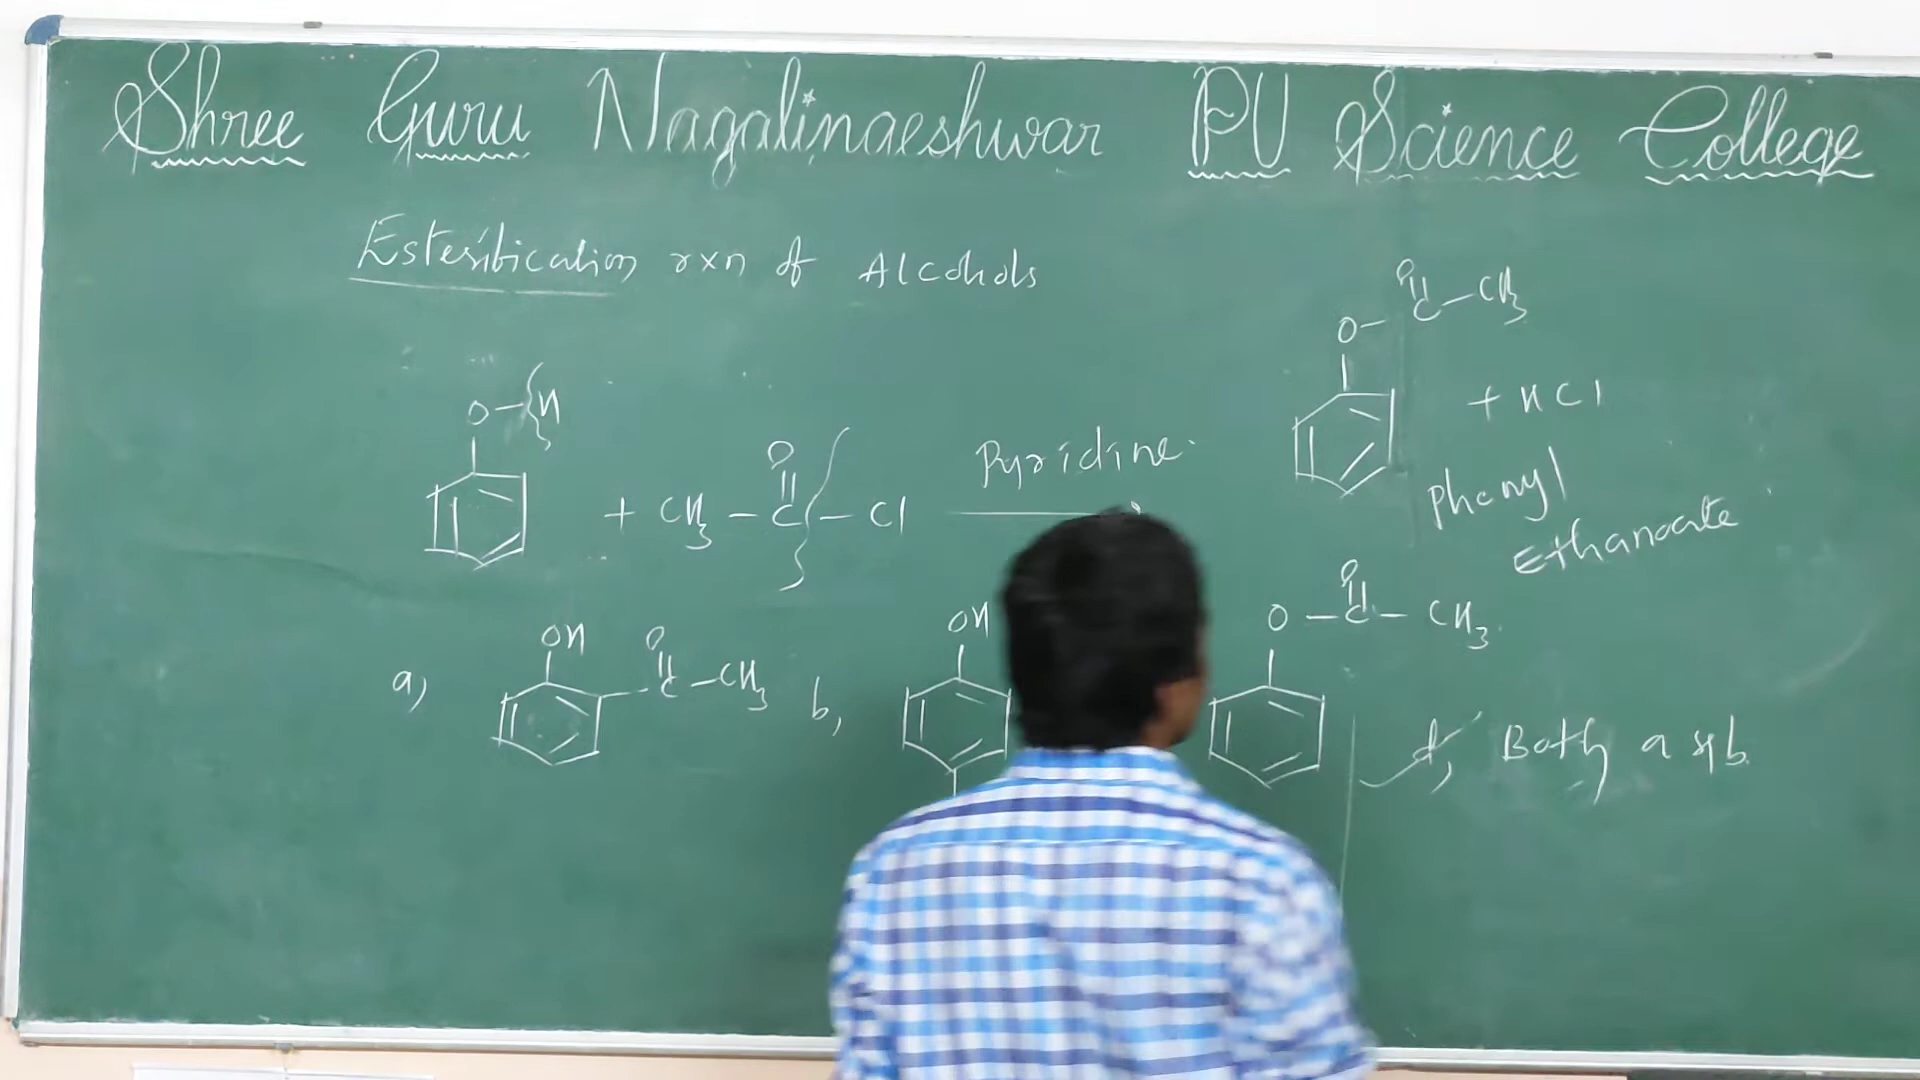 Shree Guru Nagalingeshwar PU Science College
Esterification rxn of Alcohols
O-H
+ CH3 - C - Cl
O
Pyridine
O - C - CH3
O
+ HCl
Phenyl
Ethanoate
a, OH
O
C - CH3
b, OH
O - C - CH3
O
d, Both a & b